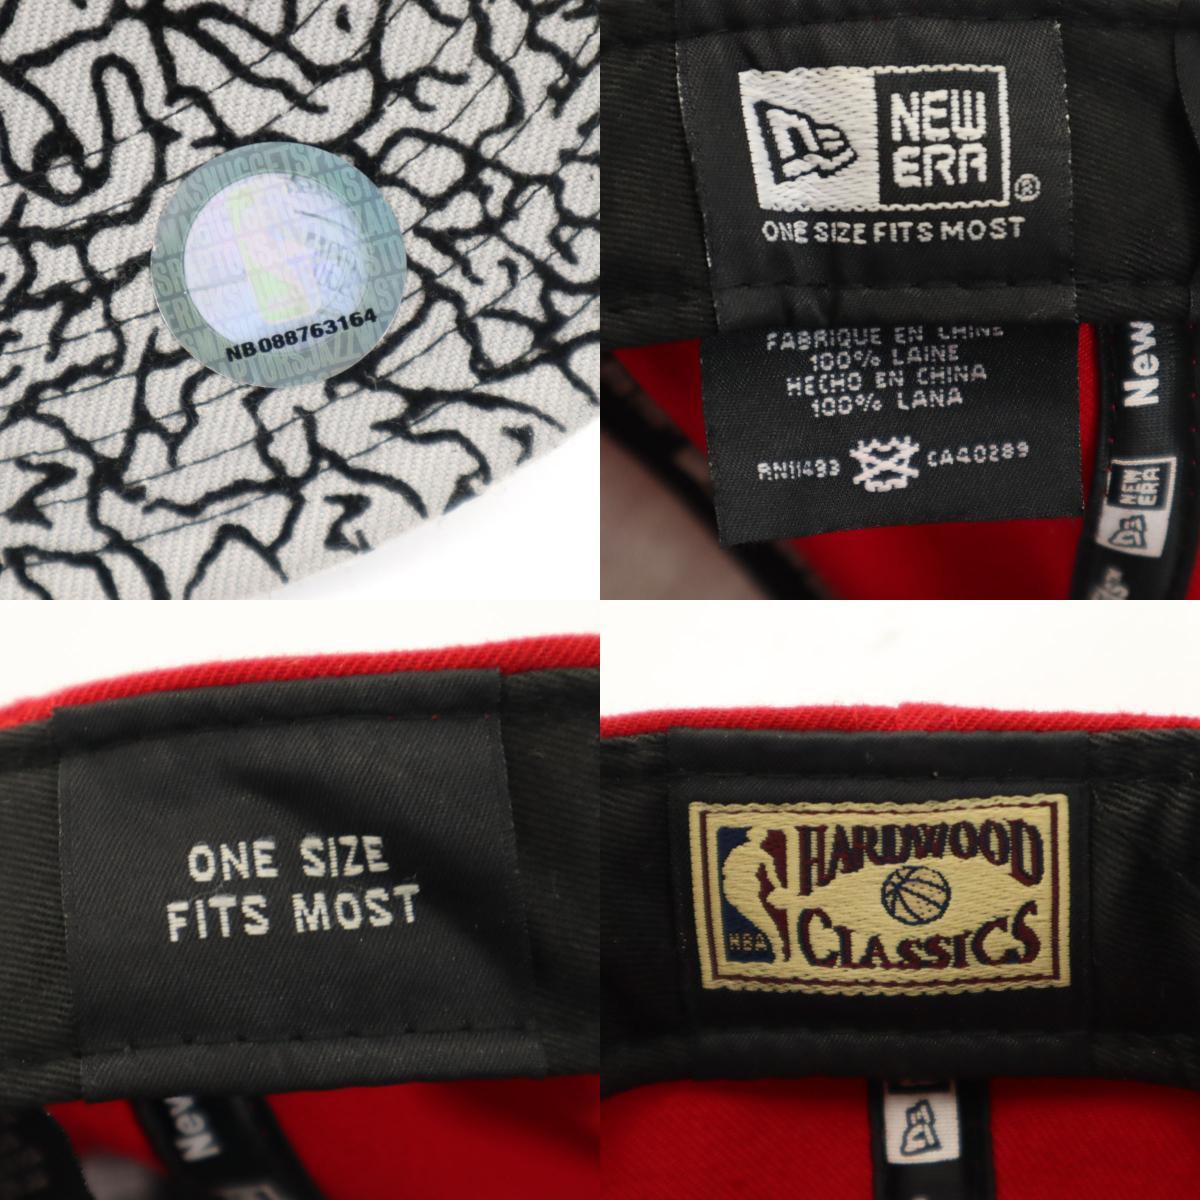 NB088763164
NEW
ERA
®
ONE SIZE FITS MOST
FABRIQUE EN CHINE
100% LAINE
HECHO EN CHINA
100% LANA
RN11493 CA40289
New
NEW
ERA
ONE SIZE
FITS MOST
New
HARDWOOD
CLASSICS
NBA